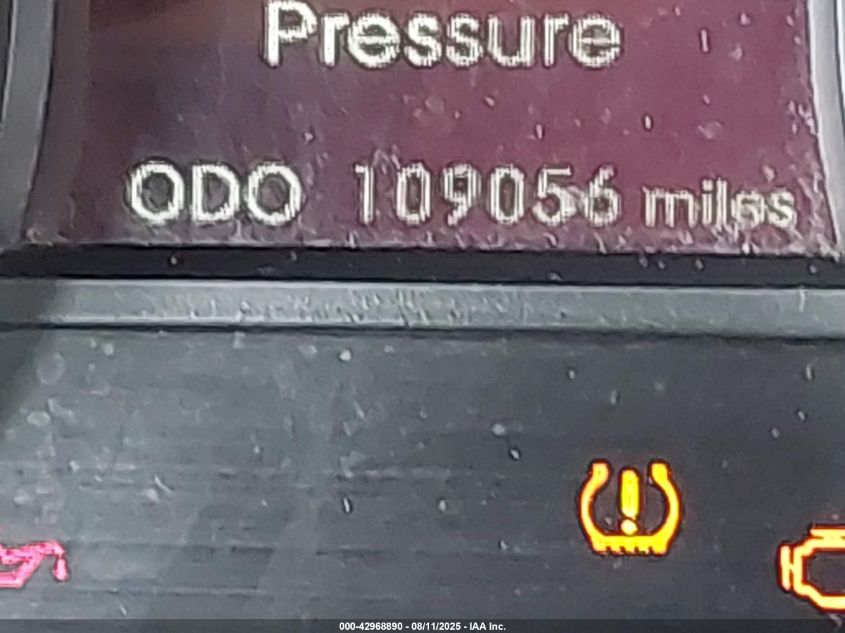 Pressure
ODO 109056 miles
000-42968890 - 08/11/2025 - IAA Inc.